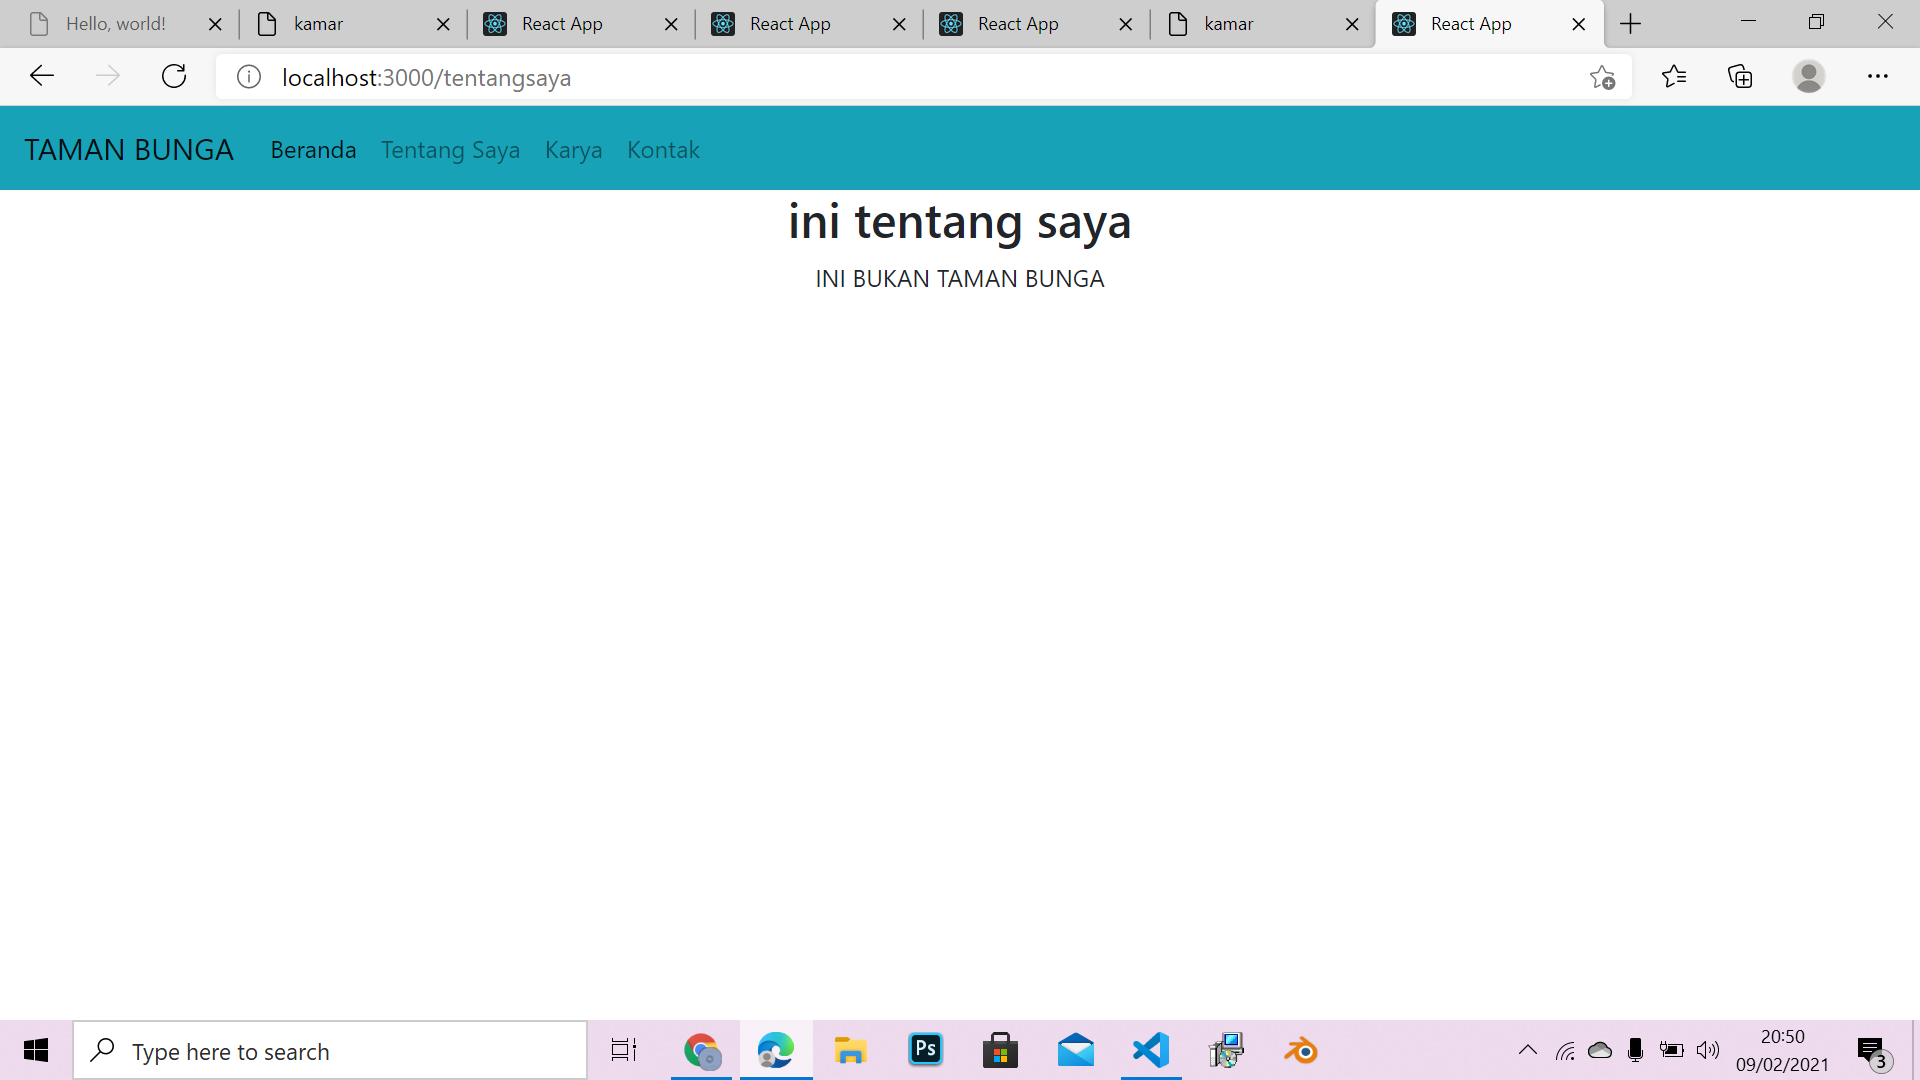 Hello, world! kamar React App React App React App kamar React App
localhost:3000/tentangsaya
TAMAN BUNGA Beranda Tentang Saya Karya Kontak
ini tentang saya
INI BUKAN TAMAN BUNGA
Type here to search
Ps
20:50
09/02/2021
3